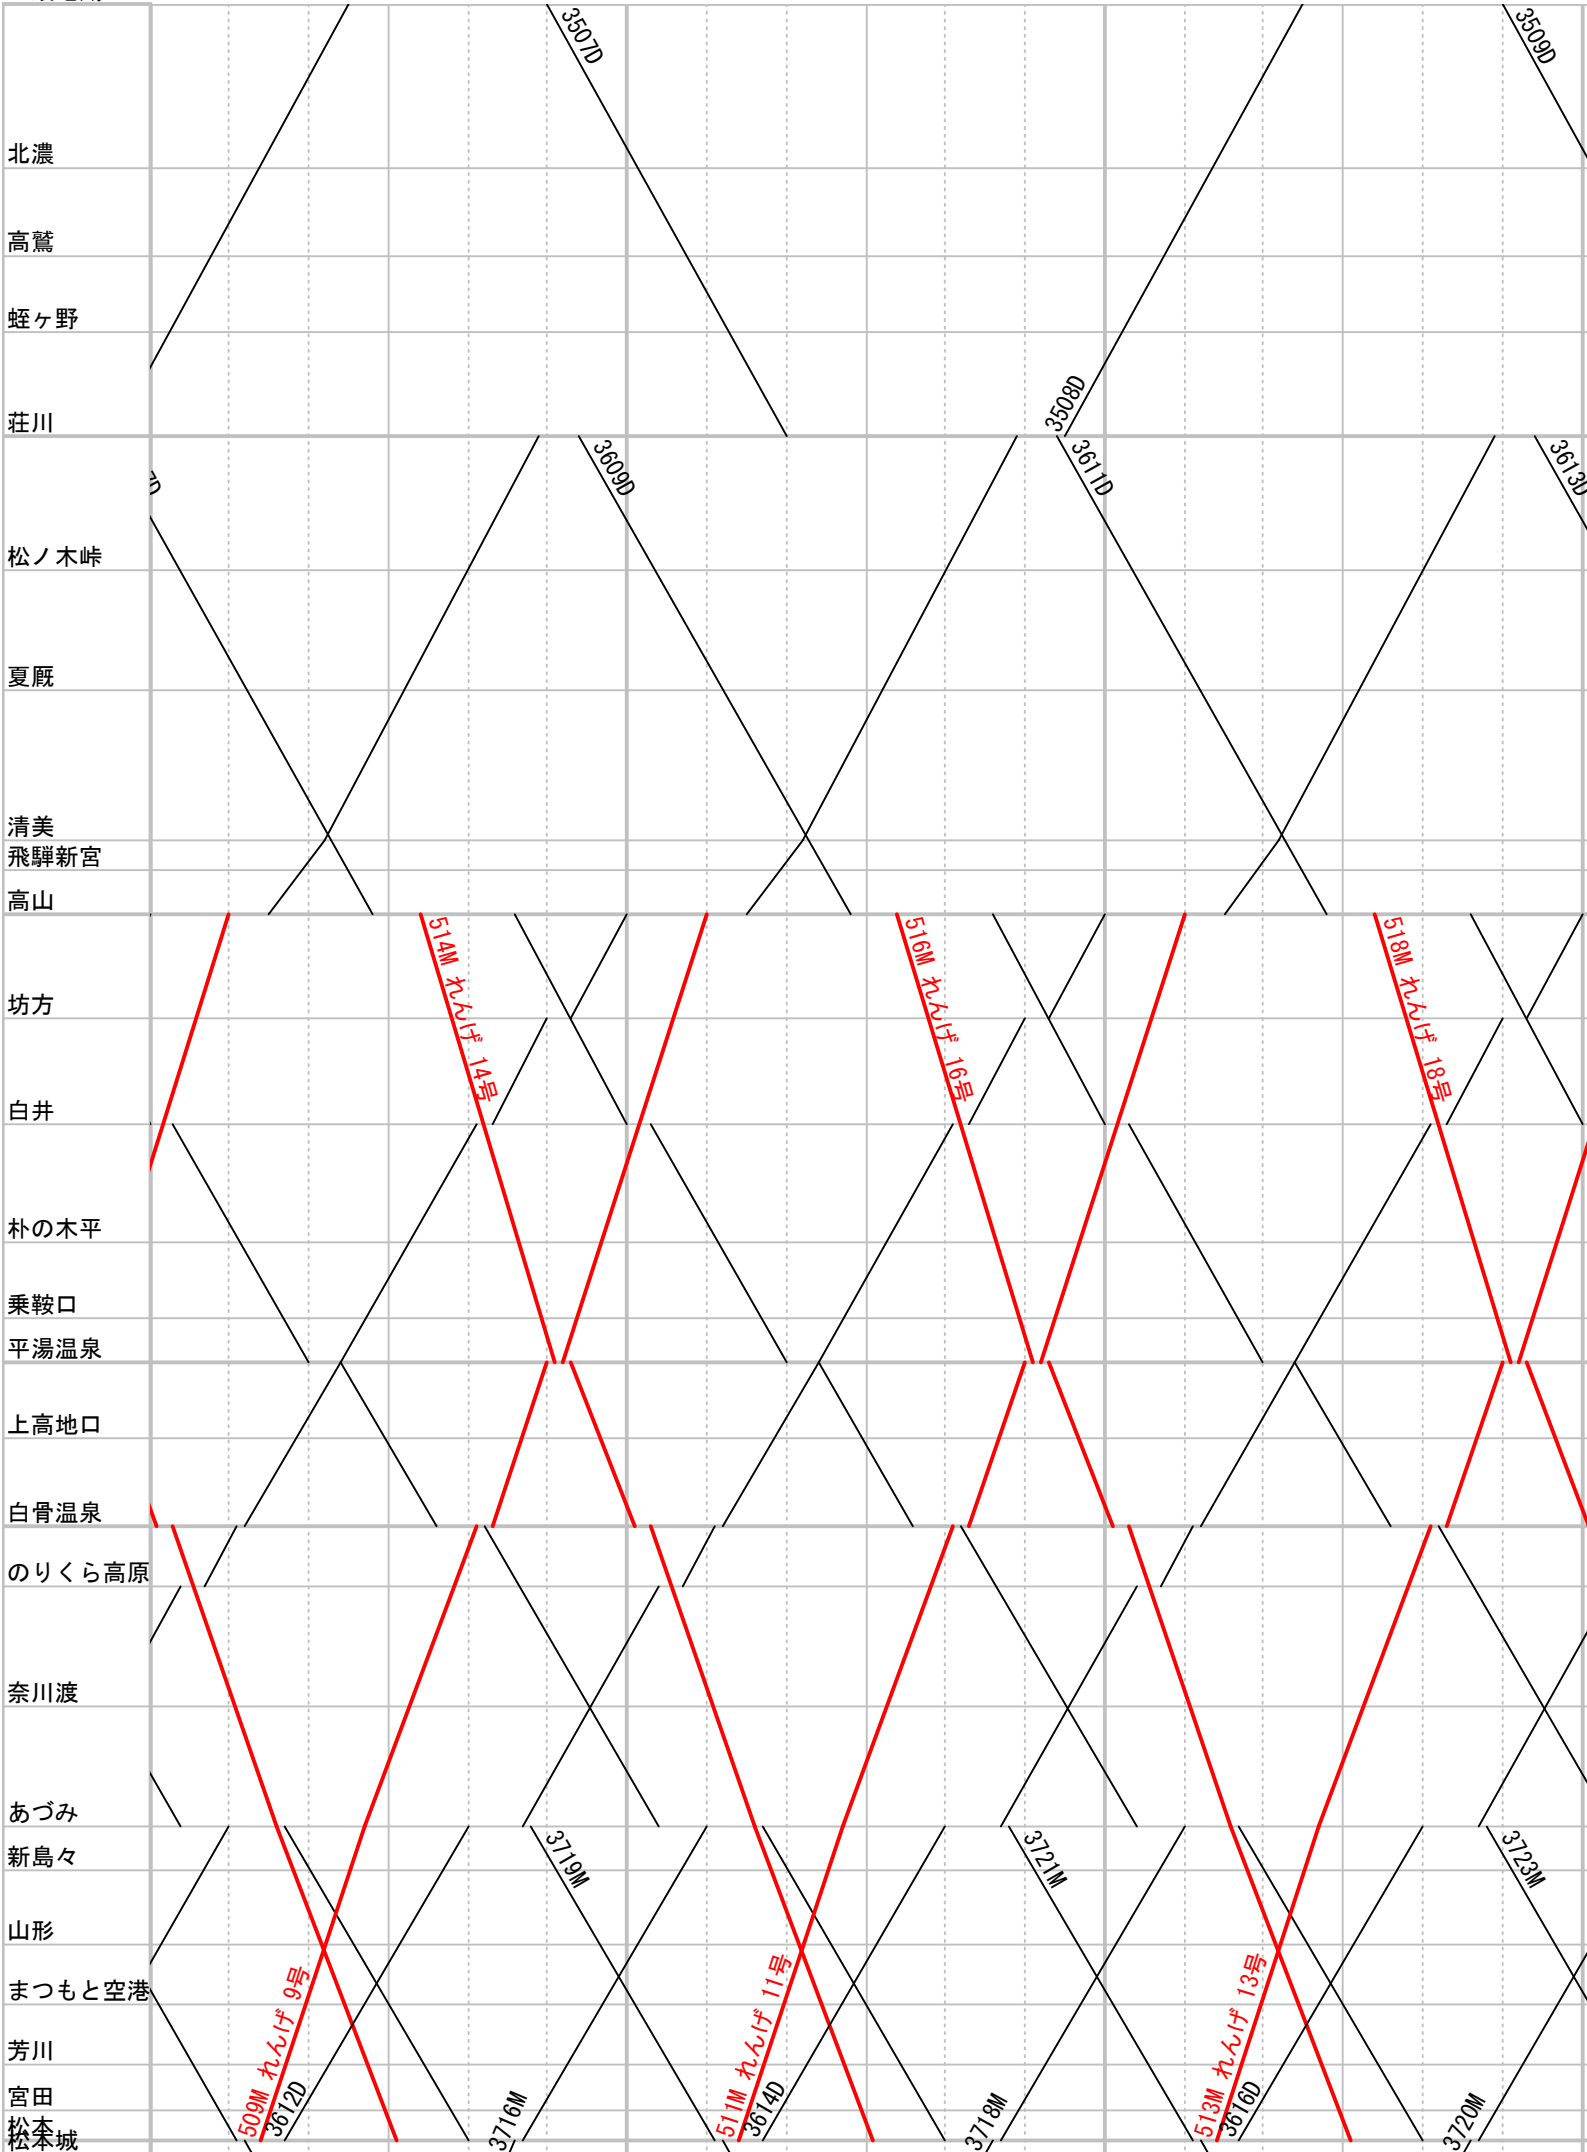 3507D
3509D
北濃
高鷲
蛭ヶ野
3508D
荘川
3609D
3611D
3613D
7D
松ノ木峠
夏厩
清美
飛騨新宮
高山
514M れんげ 14号
516M れんげ 16号
518M れんげ 18号
坊方
白井
朴の木平
乗鞍口
平湯温泉
上高地口
白骨温泉
のりくら高原
奈川渡
あづみ
3719M
3721M
3723M
新島々
山形
まつもと空港
509M れんげ 9号
511M れんげ 11号
513M れんげ 13号
芳川
3612D
3716M
3614D
3718M
3616D
3720M
宮田
松本
松本城